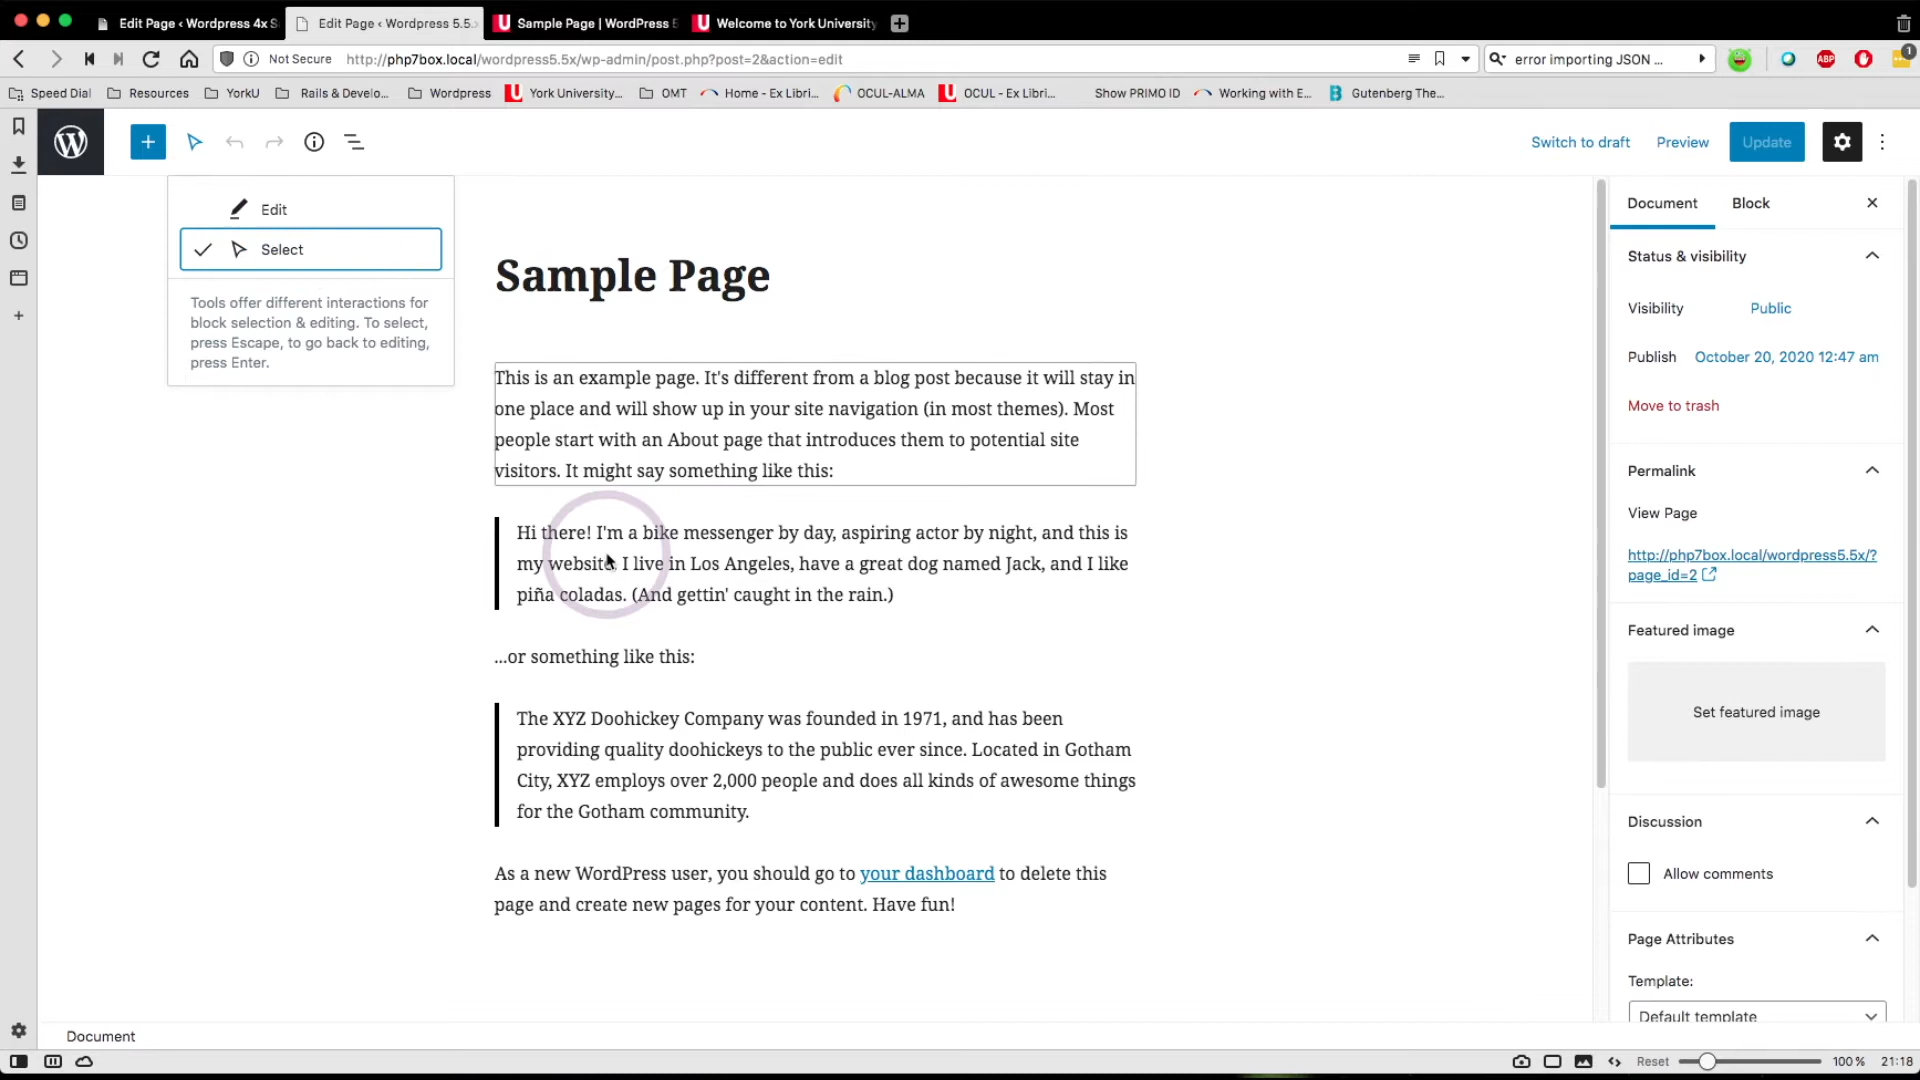 Edit Page ‹ Wordpress 4x S
Edit Page ‹ Wordpress 5.5.
Sample Page | WordPress 5
Welcome to York University
Not Secure
http://php7box.local/wordpress5.5x/wp-admin/post.php?post=2&action=edit
error importing JSON ...
ABP
1
Speed Dial
Resources
YorkU
Rails & Develo...
Wordpress
York University...
OMT
Home - Ex Libri...
OCUL-ALMA
OCUL - Ex Libri...
Show PRIMO ID
Working with E...
Gutenberg The...
Switch to draft
Preview
Update
Edit
Select
Tools offer different interactions for
block selection & editing. To select,
press Escape, to go back to editing,
press Enter.
Sample Page
This is an example page. It's different from a blog post because it will stay in
one place and will show up in your site navigation (in most themes). Most
people start with an About page that introduces them to potential site
visitors. It might say something like this:
Hi there! I'm a bike messenger by day, aspiring actor by night, and this is
my website. I live in Los Angeles, have a great dog named Jack, and I like
piña coladas. (And gettin' caught in the rain.)
...or something like this:
The XYZ Doohickey Company was founded in 1971, and has been
providing quality doohickeys to the public ever since. Located in Gotham
City, XYZ employs over 2,000 people and does all kinds of awesome things
for the Gotham community.
As a new WordPress user, you should go to your dashboard to delete this
page and create new pages for your content. Have fun!
Document
Block
Status & visibility
Visibility
Public
Publish
October 20, 2020 12:47 am
Move to trash
Permalink
View Page
http://php7box.local/wordpress5.5x/?
page_id=2
Featured image
Set featured image
Discussion
Allow comments
Page Attributes
Template:
Default template
Document
Reset
100 %
21:18